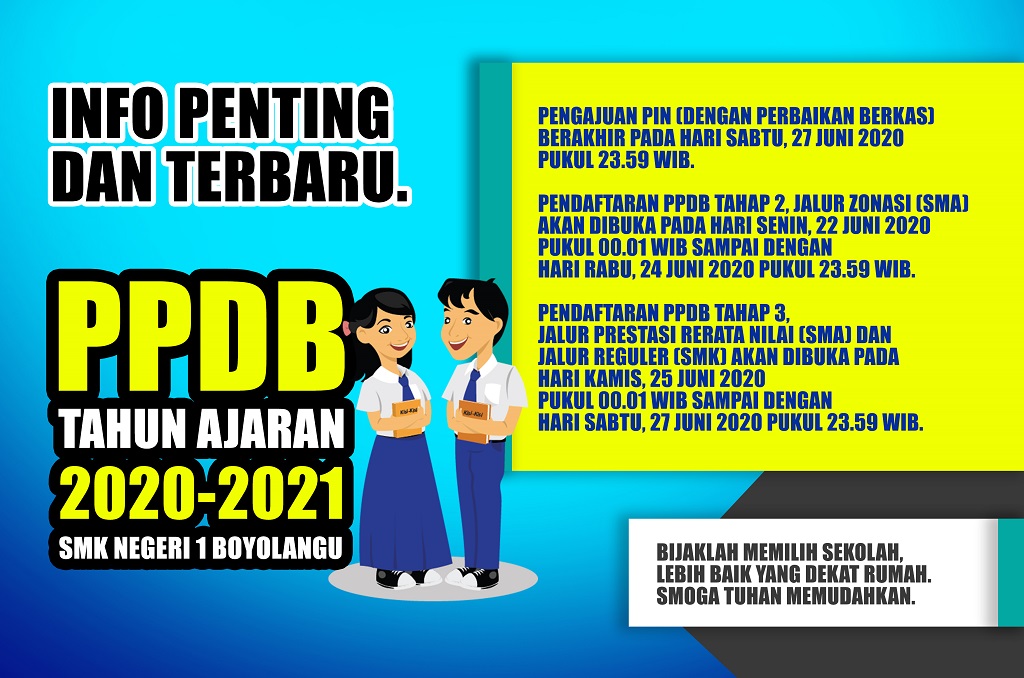 INFO PENTING
DAN TERBARU.
PPDB
TAHUN AJARAN
2020-2021
SMK NEGERI 1 BOYOLANGU
Kisi-Kisi
Kisi-Kisi
PENGAJUAN PIN (DENGAN PERBAIKAN BERKAS)
BERAKHIR PADA HARI SABTU, 27 JUNI 2020
PUKUL 23.59 WIB.
PENDAFTARAN PPDB TAHAP 2, JALUR ZONASI (SMA)
AKAN DIBUKA PADA HARI SENIN, 22 JUNI 2020
PUKUL 00.01 WIB SAMPAI DENGAN
HARI RABU, 24 JUNI 2020 PUKUL 23.59 WIB.
PENDAFTARAN PPDB TAHAP 3,
JALUR PRESTASI RERATA NILAI (SMA) DAN
JALUR REGULER (SMK) AKAN DIBUKA PADA
HARI KAMIS, 25 JUNI 2020
PUKUL 00.01 WIB SAMPAI DENGAN
HARI SABTU, 27 JUNI 2020 PUKUL 23.59 WIB.
BIJAKLAH MEMILIH SEKOLAH,
LEBIH BAIK YANG DEKAT RUMAH.
SMOGA TUHAN MEMUDAHKAN.